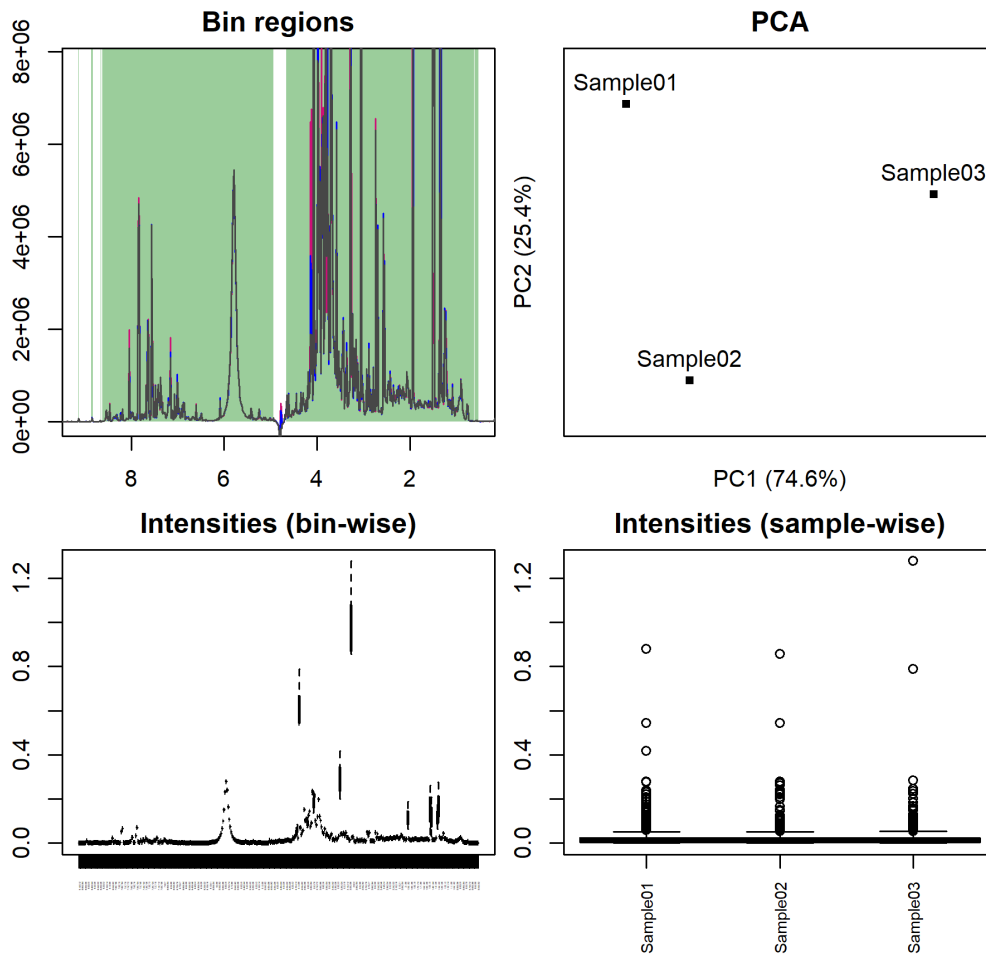 Bin regions
8e+06
6e+06
4e+06
2e+06
0e+00
8 6 4 2
PCA
Sample01
Sample03
Sample02
PC2 (25.4%)
PC1 (74.6%)
Intensities (bin-wise)
1.2
0.8
0.4
0.0
Intensities (sample-wise)
1.2
0.8
0.4
0.0
Sample01
Sample02
Sample03